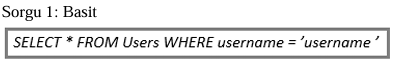 Sorgu 1: Basit
SELECT * FROM Users WHERE username = ’username ’